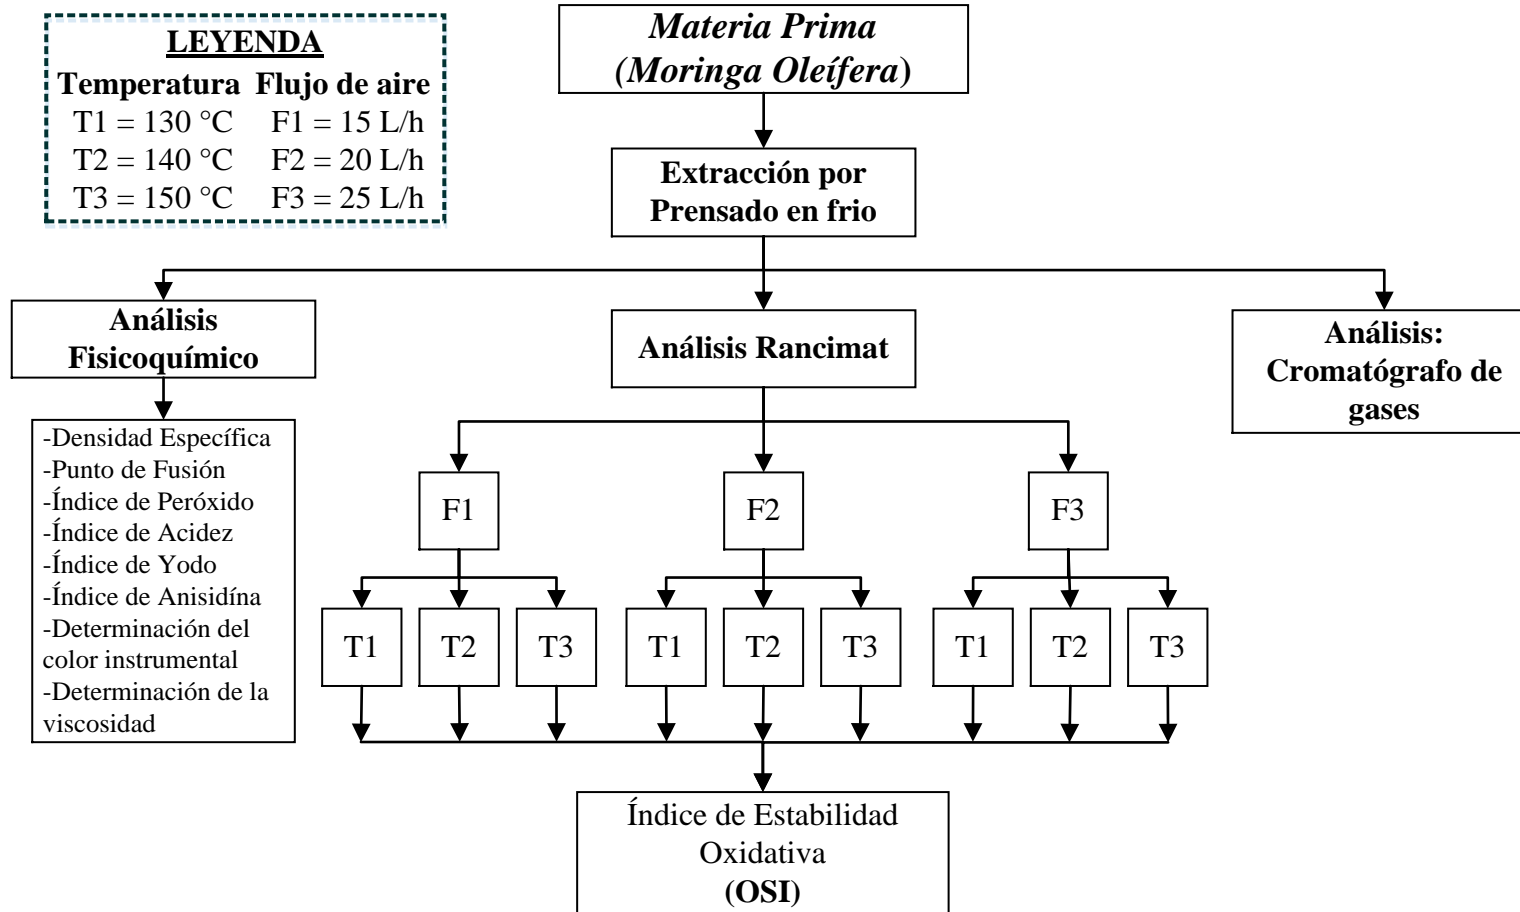 LEYENDA
Temperatura Flujo de aire
T1 = 130 °C F1 = 15 L/h
T2 = 140 °C F2 = 20 L/h
T3 = 150 °C F3 = 25 L/h
Materia Prima
(Moringa Oleífera)
Extracción por
Prensado en frio
Análisis
Fisicoquímico
Análisis Rancimat
Análisis:
Cromatógrafo de
gases
-Densidad Específica
-Punto de Fusión
-Índice de Peróxido
-Índice de Acidez
-Índice de Yodo
-Índice de Anisidína
-Determinación del
color instrumental
-Determinación de la
viscosidad
F1 F2 F3
T1 T2 T3 T1 T2 T3 T1 T2 T3
Índice de Estabilidad
Oxidativa
(OSI)